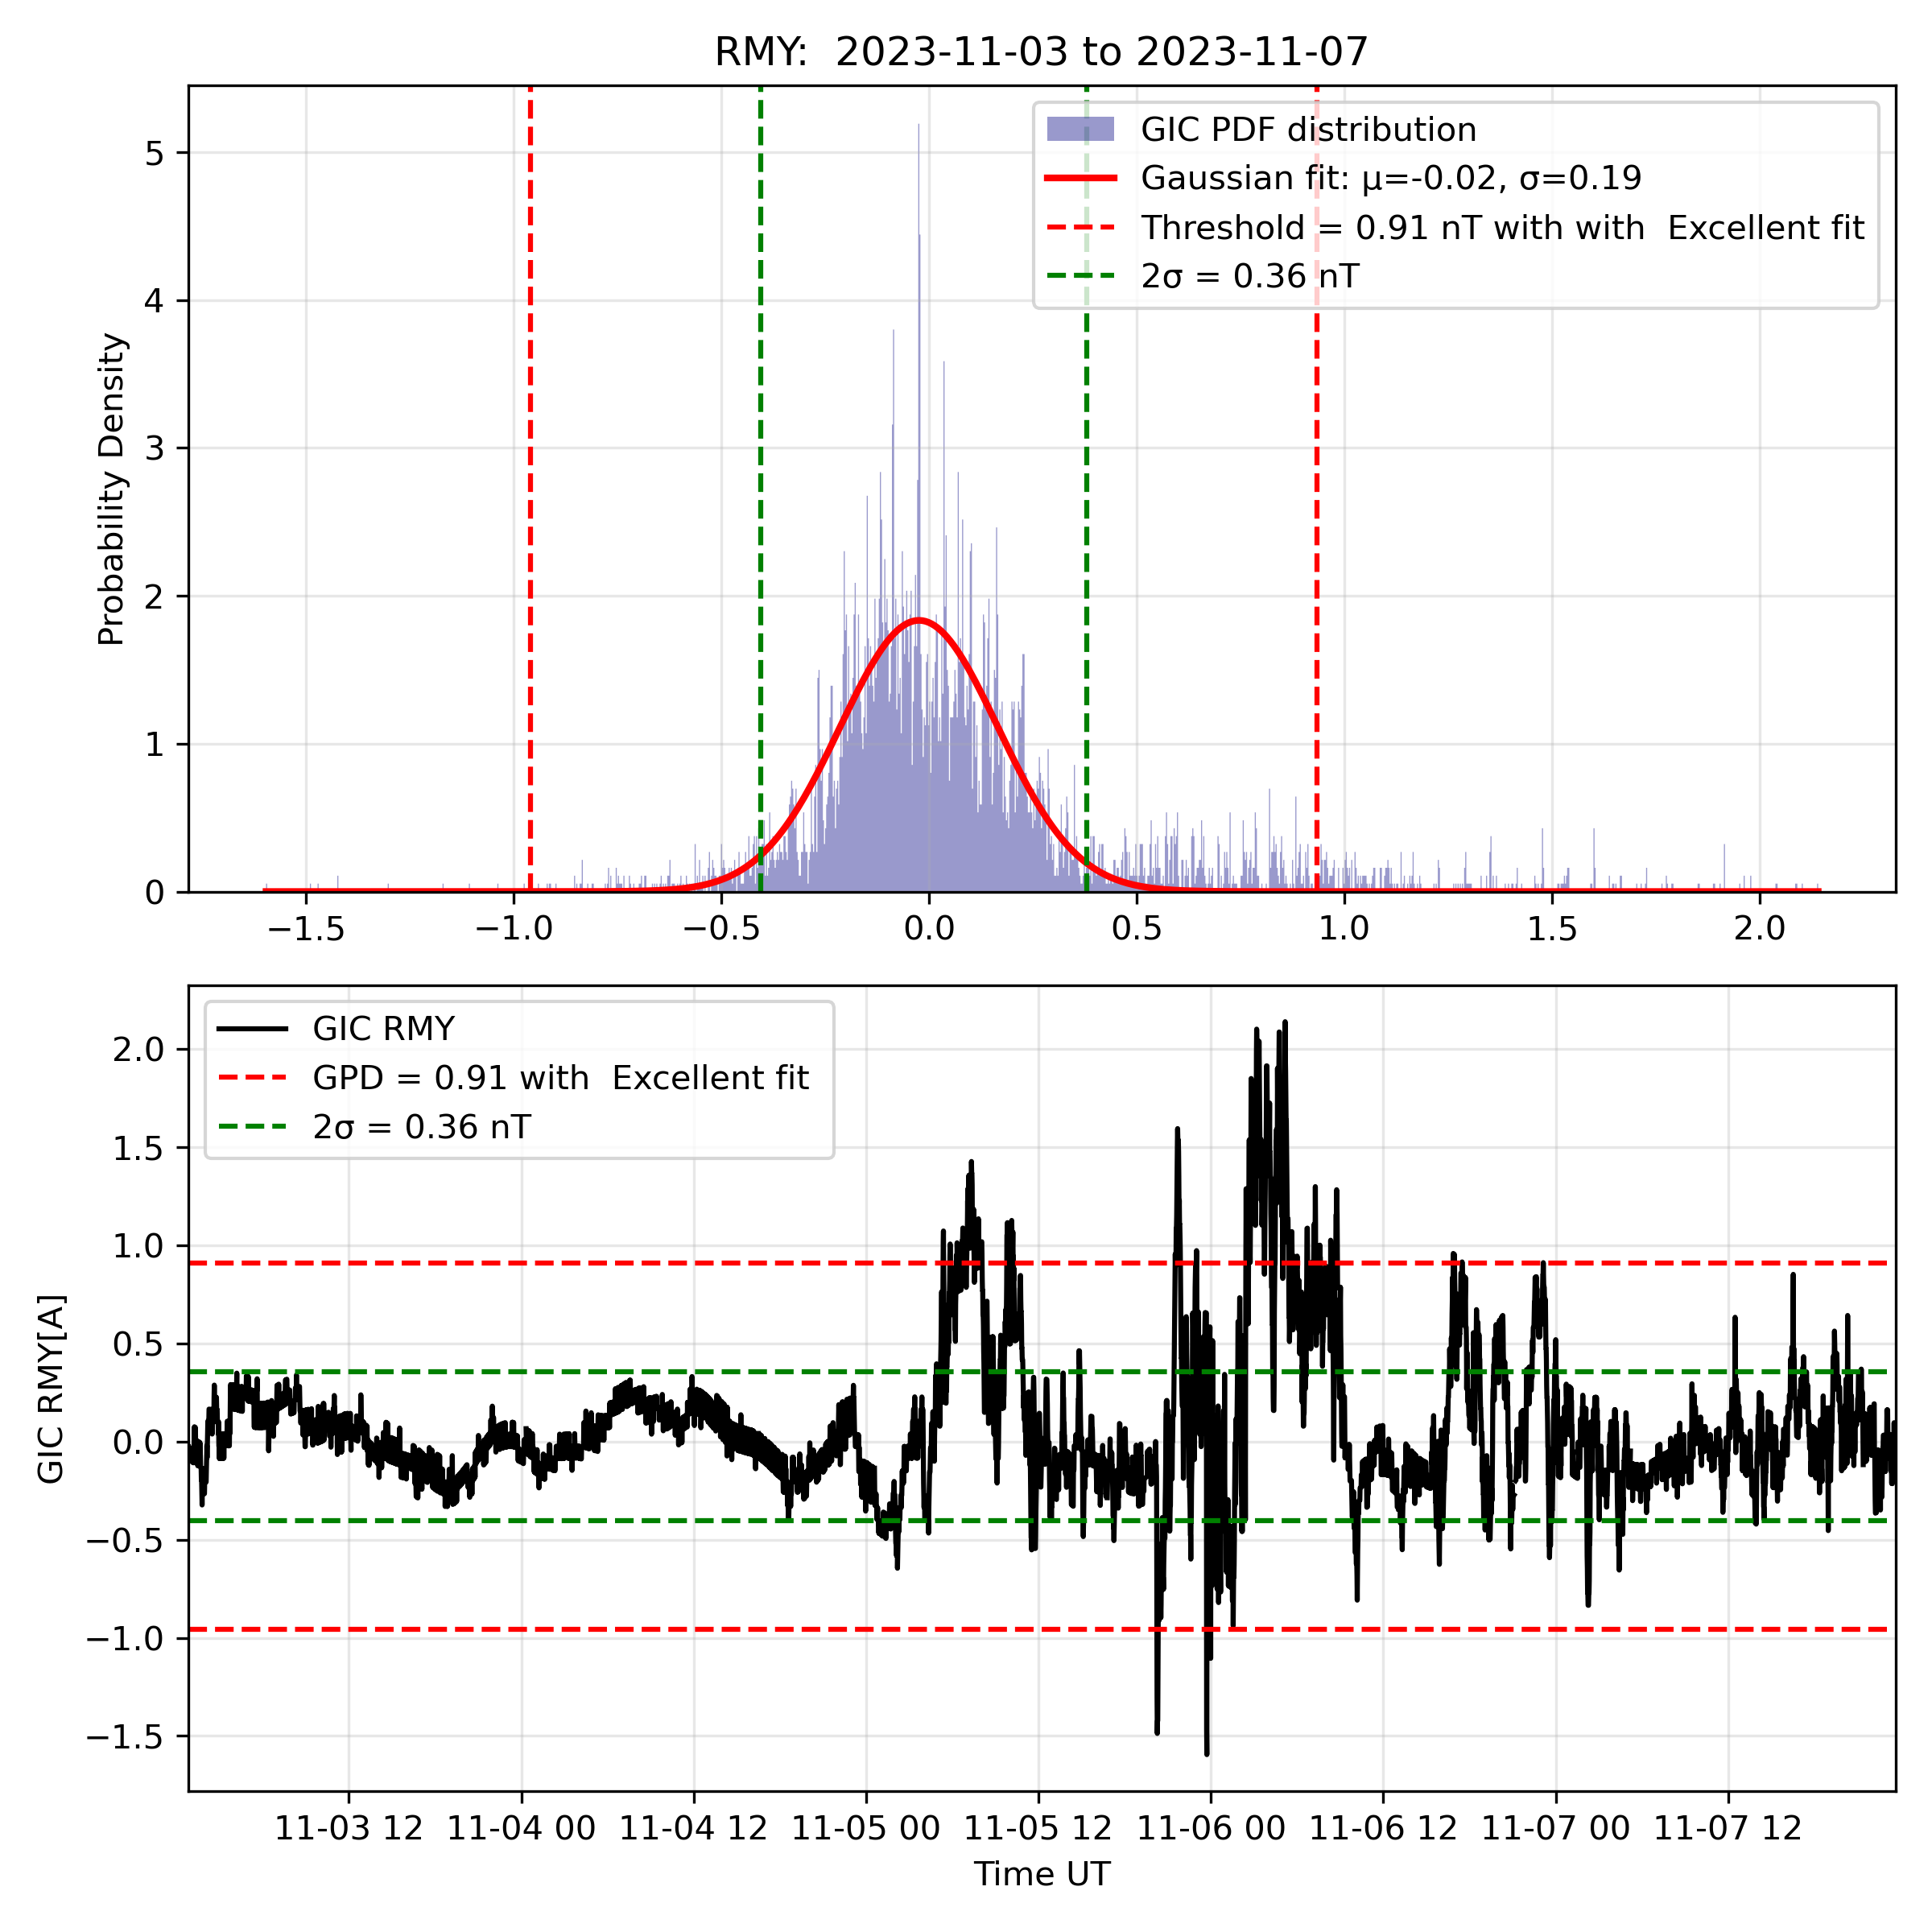 RMY:  2023-11-03 to 2023-11-07
Probability Density
5
4
3
2
1
0
GIC PDF distribution
Gaussian fit: μ=-0.02, σ=0.19
Threshold = 0.91 nT with with  Excellent fit
2σ = 0.36 nT
−1.5 −1.0 −0.5 0.0 0.5 1.0 1.5 2.0
GIC RMY[A]
2.0
1.5
1.0
0.5
0.0
−0.5
−1.0
−1.5
GIC RMY
GPD = 0.91 with  Excellent fit
2σ = 0.36 nT
11-03 12 11-04 00 11-04 12 11-05 00 11-05 12 11-06 00 11-06 12 11-07 00 11-07 12
Time UT